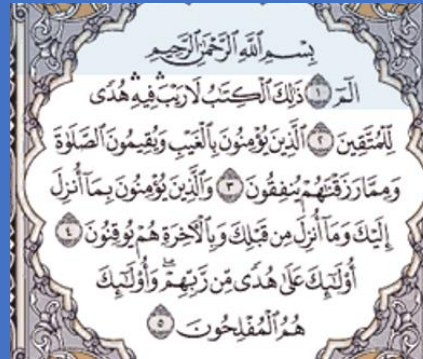 بِسْمِ ٱللَّهِ ٱلرَّحْمَٰنِ ٱلرَّحِيمِ
الٓمٓ ١ ذَٰلِكَ ٱلْكِتَٰبُ لَا رَيْبَ ۛ فِيهِ ۛ هُدًى
لِّلْمُتَّقِينَ ٢ ٱلَّذِينَ يُؤْمِنُونَ بِٱلْغَيْبِ وَيُقِيمُونَ ٱلصَّلَوٰةَ
وَمِمَّا رَزَقْنَٰهُمْ يُنفِقُونَ ٣ وَٱلَّذِينَ يُؤْمِنُونَ بِمَآ أُنزِلَ
إِلَيْكَ وَمَآ أُنزِلَ مِن قَبْلِكَ وَبِٱلْءَاخِرَةِ هُمْ يُوقِنُونَ ٤
أُو۟لَٰٓئِكَ عَلَىٰ هُدًى مِّن رَّبِّهِمْ ۖ وَأُو۟لَٰٓئِكَ
هُمُ ٱلْمُفْلِحُونَ ٥